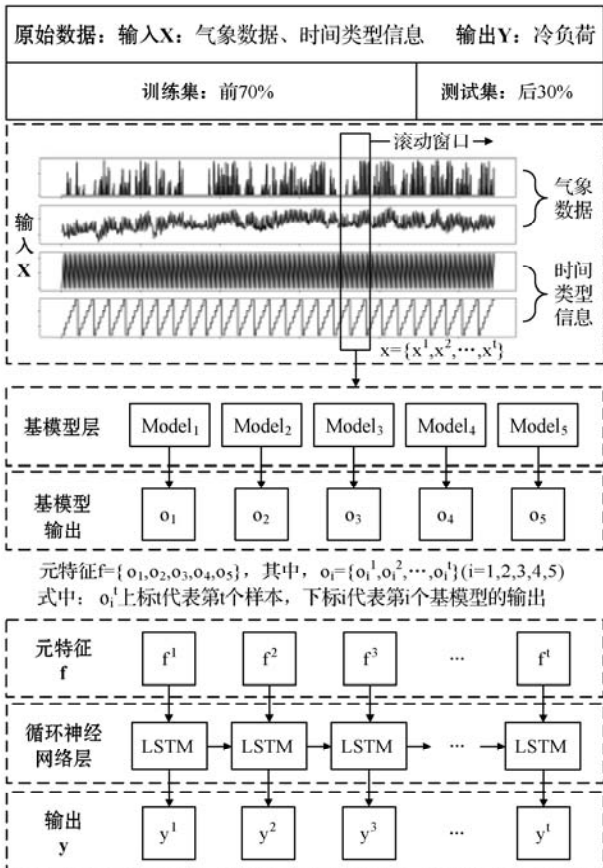 原始数据：输入X：气象数据、时间类型信息 输出Y：冷负荷
训练集：前70%
测试集：后30%
滚动窗口
输入
X
气象
数据
时间
类型
信息
x={x¹,x²,⋯,xᵗ}
基模型层
Model₁ Model₂ Model₃ Model₄ Model₅
基模型
输出
o₁ o₂ o₃ o₄ o₅
元特征f={o₁,o₂,o₃,o₄,o₅}，其中，oᵢ={oᵢ¹,oᵢ²,⋯,oᵢᵗ}(i=1,2,3,4,5)
式中：oᵢᵗ上标t代表第t个样本，下标i代表第i个基模型的输出
元特征
f
f¹ f² f³ ⋯ fᵗ
循环神经
网络层
LSTM LSTM LSTM ⋯ LSTM
输出
y
y¹ y² y³ ⋯ yᵗ